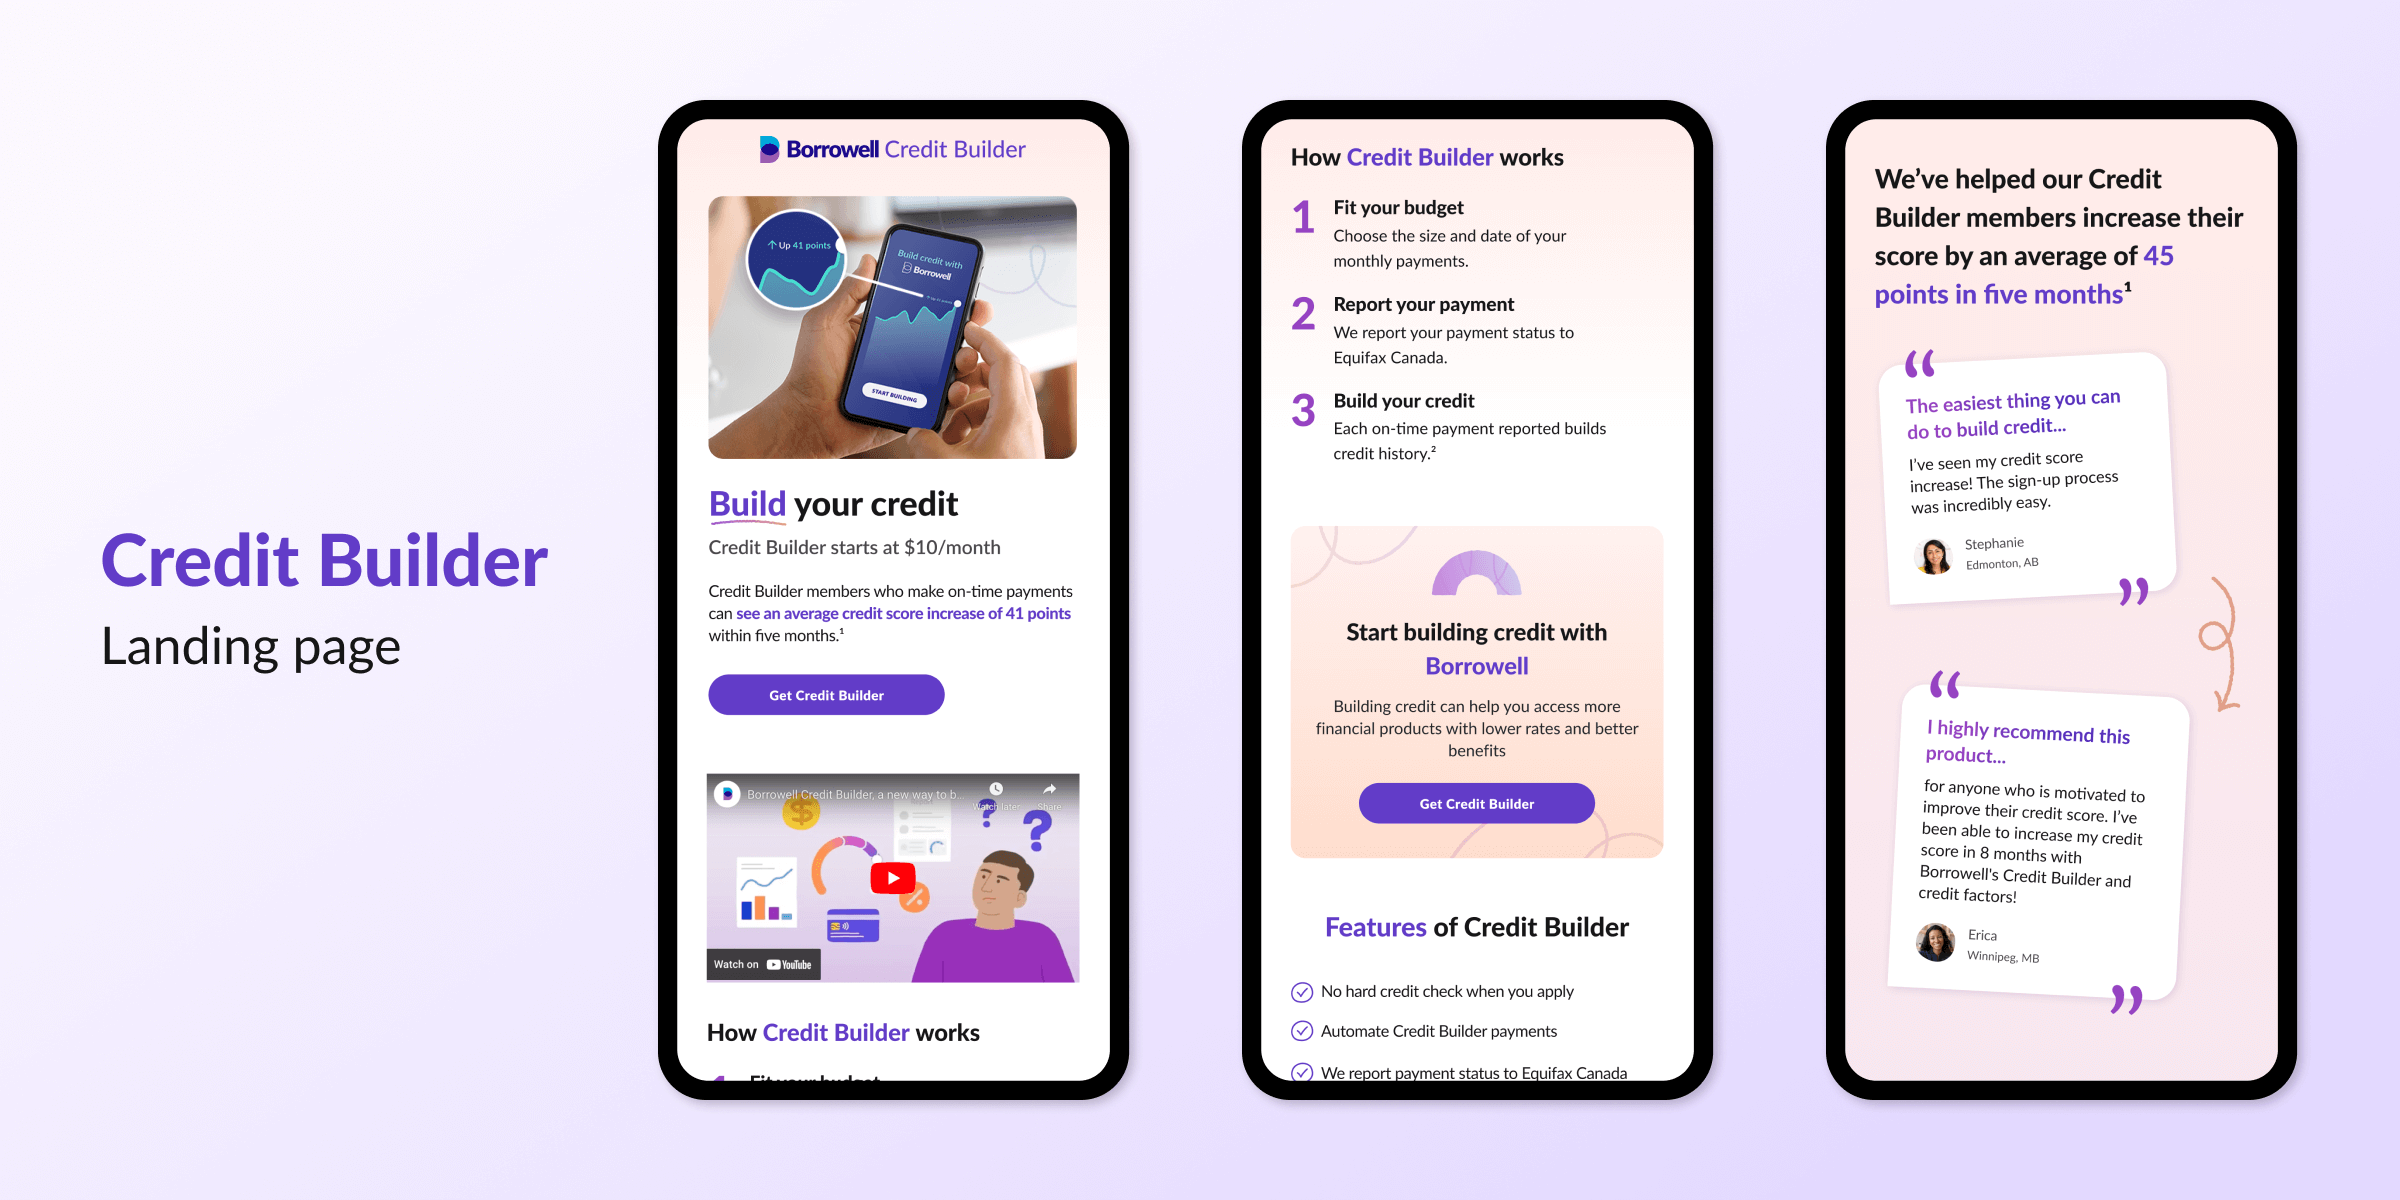 Credit Builder
Landing page
Borrowell Credit Builder
↑ Up 41 points
Build credit with
Borrowell
START BUILDING
Build your credit
Credit Builder starts at $10/month
Credit Builder members who make on-time payments
can see an average credit score increase of 41 points
within five months.¹
Get Credit Builder
Borrowell Credit Builder, a new way to b...
Watch later
Share
Watch on YouTube
How Credit Builder works
1 Fit your budget
How Credit Builder works
1 Fit your budget
Choose the size and date of your
monthly payments.
2 Report your payment
We report your payment status to
Equifax Canada.
3 Build your credit
Each on-time payment reported builds
credit history.²
Start building credit with
Borrowell
Building credit can help you access more
financial products with lower rates and better
benefits
Get Credit Builder
Features of Credit Builder
No hard credit check when you apply
Automate Credit Builder payments
We report payment status to Equifax Canada
We've helped our Credit
Builder members increase their
score by an average of 45
points in five months¹
“
The easiest thing you can
do to build credit...
I've seen my credit score
increase! The sign-up process
was incredibly easy.
Stephanie
Edmonton, AB
”
“
I highly recommend this
product...
for anyone who is motivated to
improve their credit score. I've
been able to increase my credit
score in 8 months with
Borrowell's Credit Builder and
credit factors!
Erica
Winnipeg, MB
”